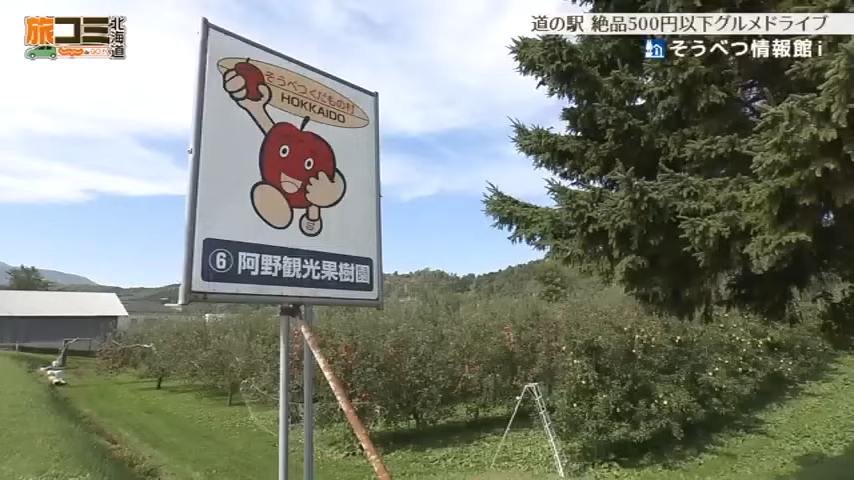 旅コミ北海道
道の駅 絶品500円以下グルメドライブ
そうべつ情報館i
そうべつくだもの村
HOKKAIDO
⑥ 阿野観光果樹園